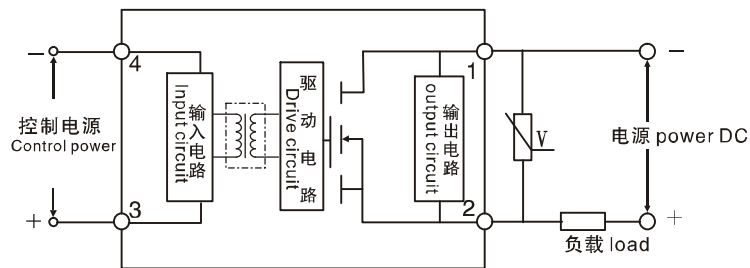 −
4
控制电源
Control power
+
3
输入电路
Input circuit
驱动电路
Drive circuit
输出电路
output circuit
1
2
V
−
电源 power DC
+
负载 load